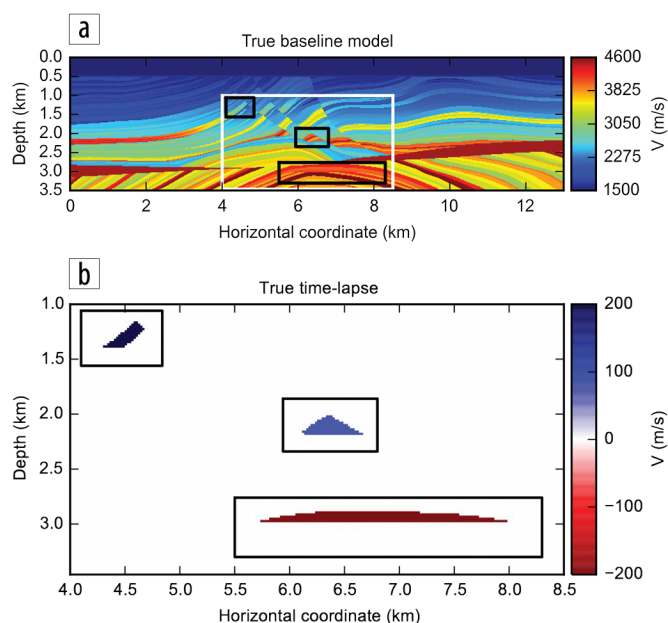 a
True baseline model
0.0
0.5
1.0
1.5
2.0
2.5
3.0
3.5
Depth (km)
0 2 4 6 8 10 12
Horizontal coordinate (km)
4600
3825
3050
2275
1500
V (m/s)
b
True time-lapse
1.0
1.5
2.0
2.5
3.0
Depth (km)
4.0 4.5 5.0 5.5 6.0 6.5 7.0 7.5 8.0 8.5
Horizontal coordinate (km)
200
100
0
−100
−200
V (m/s)